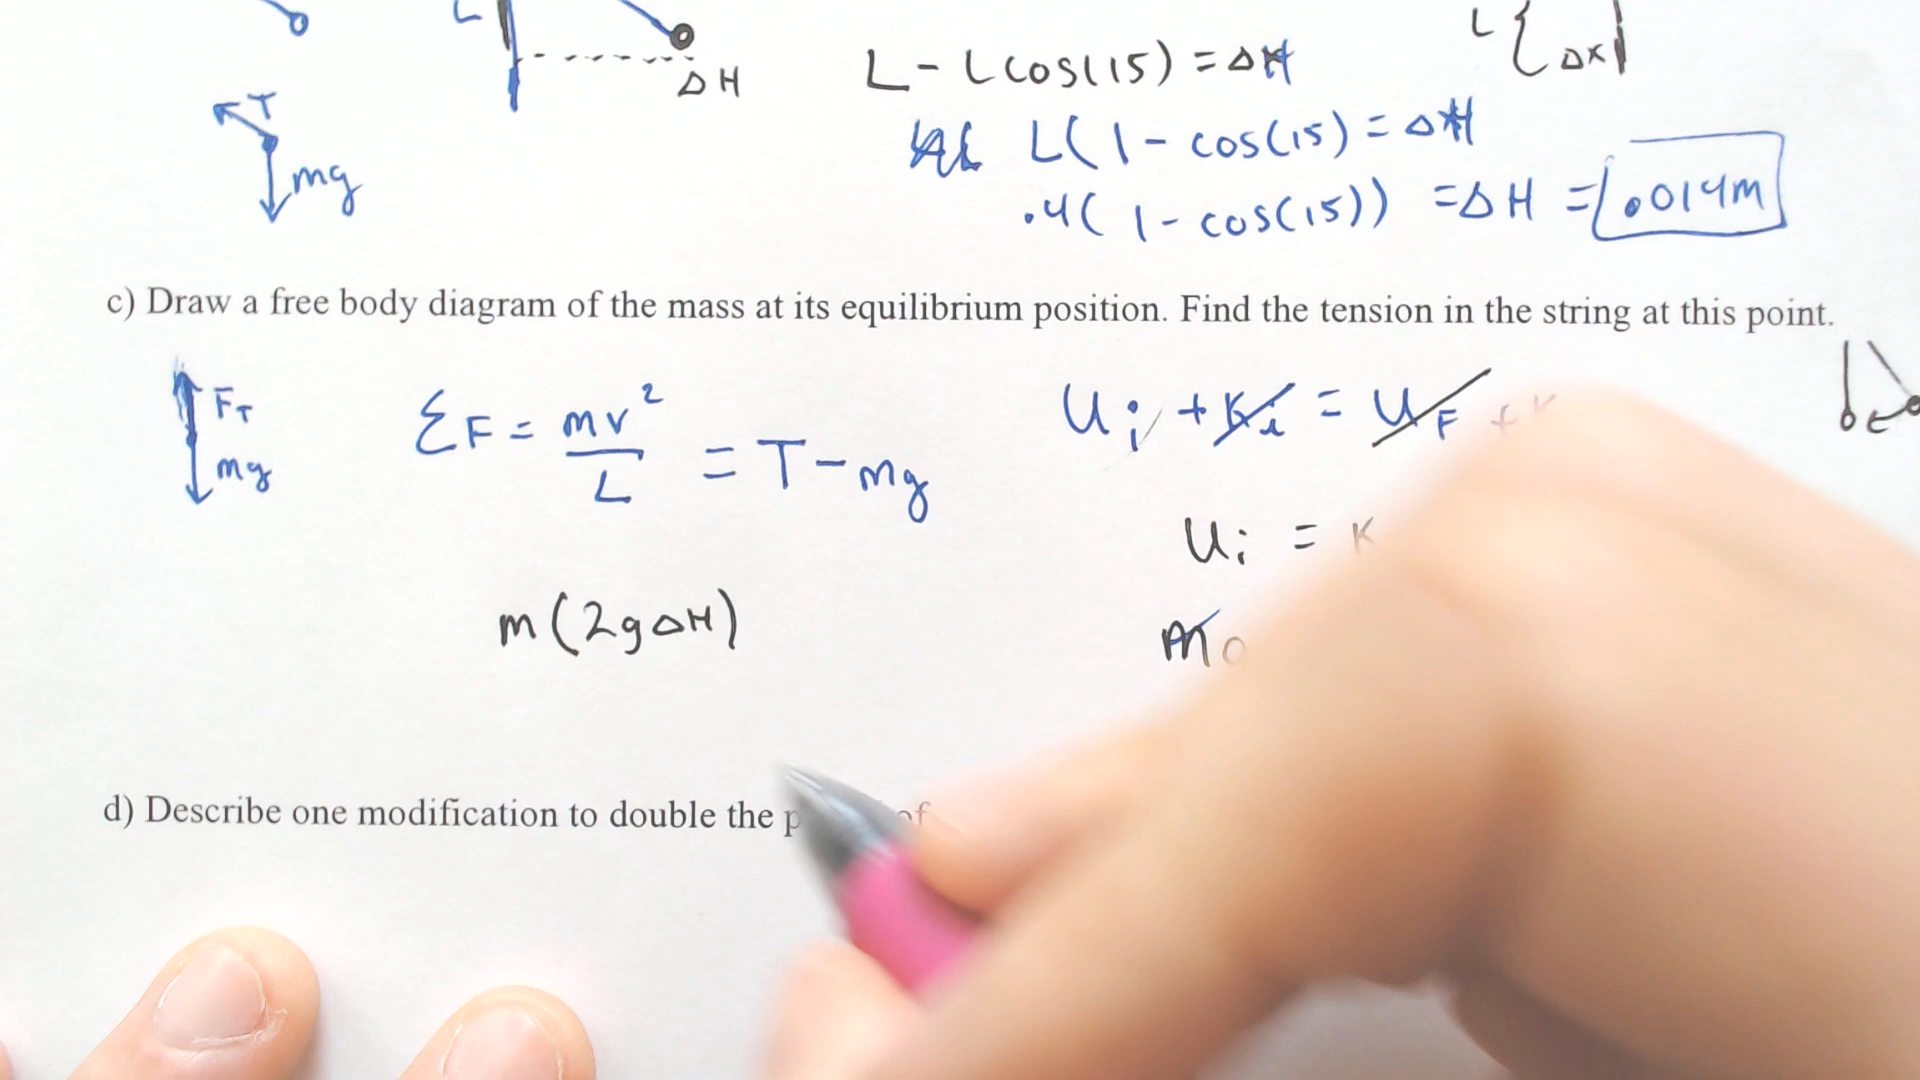 L
ΔH
T
mg
L - Lcos(15) = ΔH
L(1 - cos(15) = ΔH
.4(1 - cos(15)) = ΔH = .014m
L { Δx
c) Draw a free body diagram of the mass at its equilibrium position. Find the tension in the string at this point.
F_T
mg
ΣF = mv²/L = T - mg
m(2gΔH)
U_i + K_i = U_F + K
U_i = K
m
d) Describe one modification to double the of